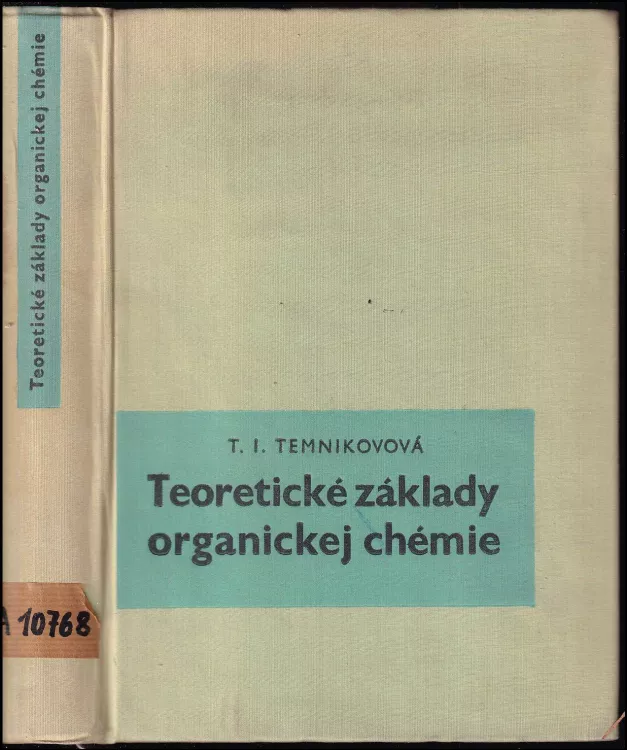 Teoretické základy organickej chémie
A 10768
T. I. TEMNIKOVOVÁ
Teoretické základy
organickej chémie